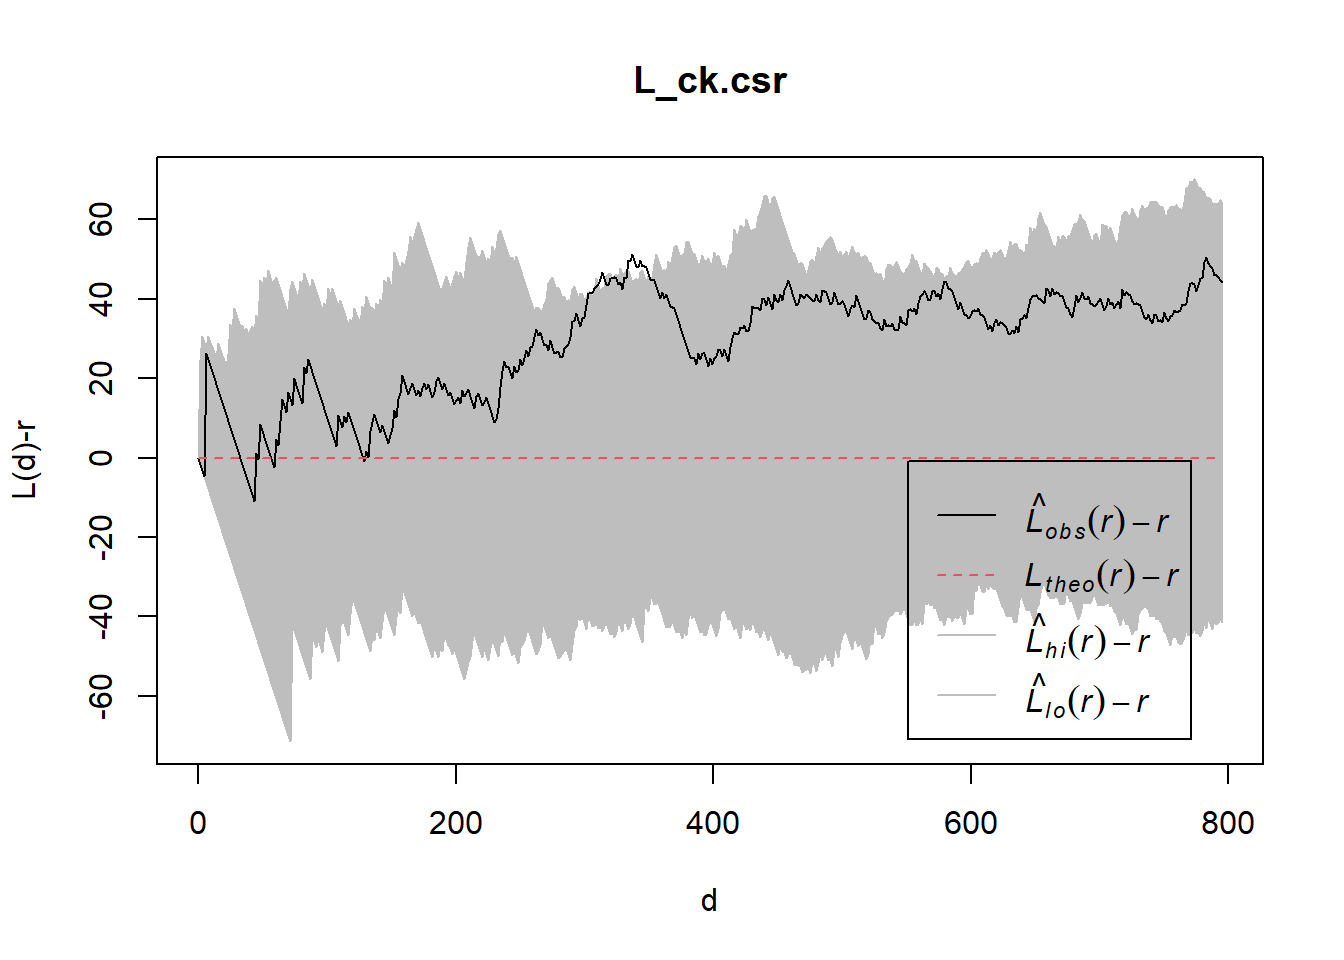 L_ck.csr
L(d)-r
60
40
20
0
-20
-40
-60
0 200 400 600 800
d
L̂obs(r) − r
Ltheo(r) − r
L̂hi(r) − r
L̂lo(r) − r